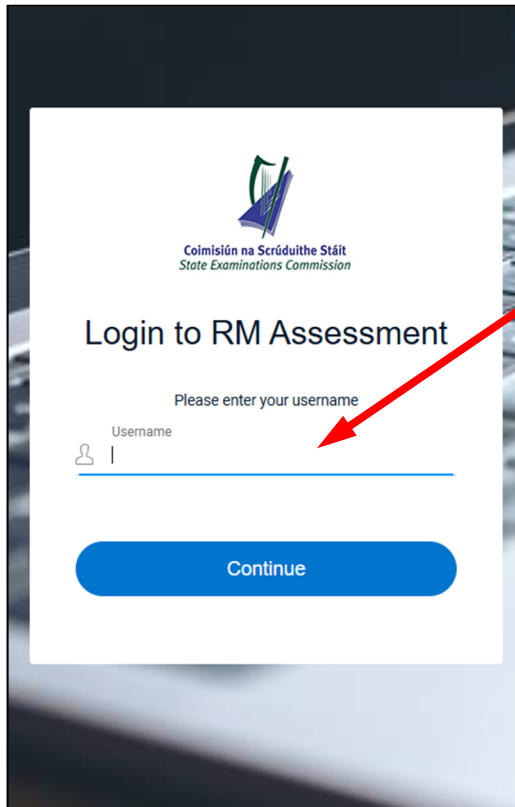 Coimisiún na Scrúduithe Stáit
State Examinations Commission
Login to RM Assessment
Please enter your username
Username
Continue